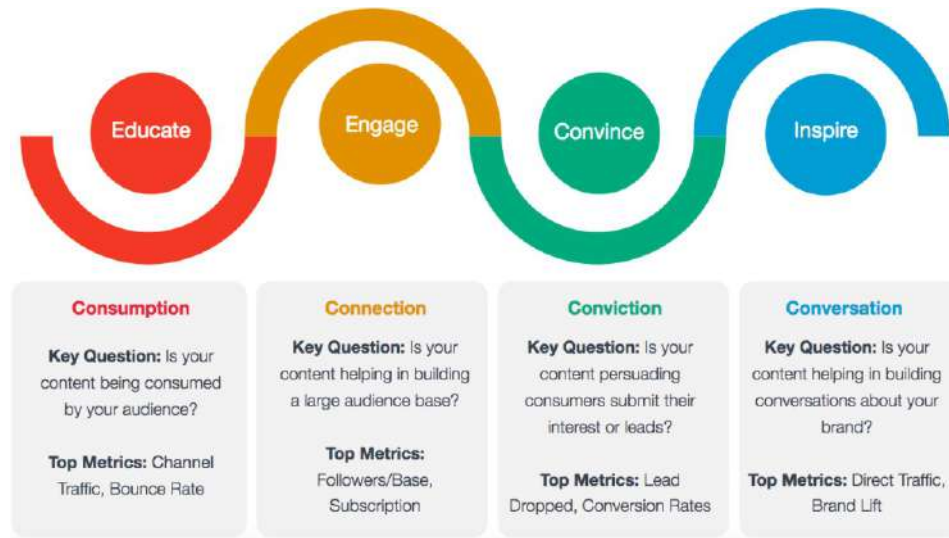 Educate
Engage
Convince
Inspire
Consumption
Key Question: Is your
content being consumed
by your audience?
Top Metrics: Channel
Traffic, Bounce Rate
Connection
Key Question: Is your
content helping in building
a large audience base?
Top Metrics:
Followers/Base,
Subscription
Conviction
Key Question: Is your
content persuading
consumers submit their
interest or leads?
Top Metrics: Lead
Dropped, Conversion Rates
Conversation
Key Question: Is your
content helping in building
conversations about your
brand?
Top Metrics: Direct Traffic,
Brand Lift